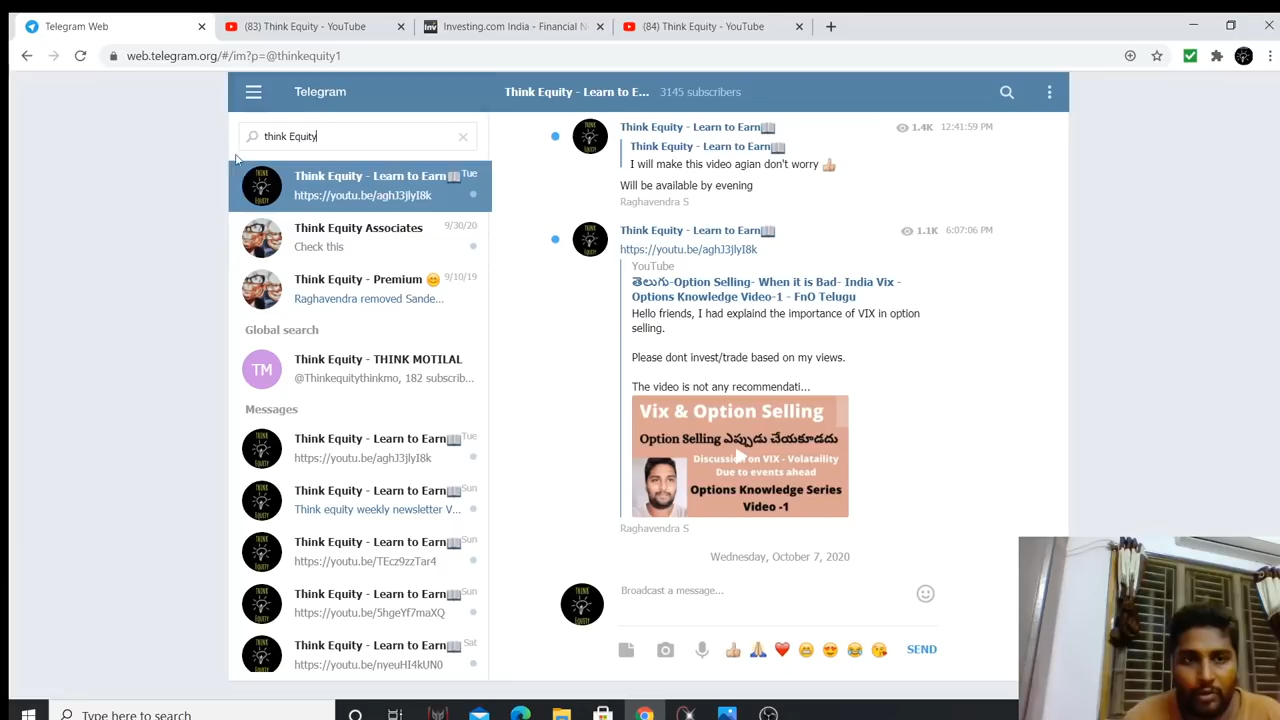 Telegram Web
(83) Think Equity - YouTube
Investing.com India - Financial N
(84) Think Equity - YouTube
web.telegram.org/#/im?p=@thinkequity1
Telegram
Think Equity - Learn to E... 3145 subscribers
think Equity
Think Equity - Learn to Earn📖 Tue
https://youtu.be/aghJ3jlyI8k
Think Equity Associates 9/30/20
Check this
Think Equity - Premium 😊 9/10/19
Raghavendra removed Sande...
Global search
TM
Think Equity - THINK MOTILAL
@Thinkequitythinkmo, 182 subscrib...
Messages
Think Equity - Learn to Earn📖 Tue
https://youtu.be/aghJ3jlyI8k
Think Equity - Learn to Earn📖 Sun
Think equity weekly newsletter V...
Think Equity - Learn to Earn📖 Sun
https://youtu.be/TEcz9zzTar4
Think Equity - Learn to Earn📖 Sun
https://youtu.be/5hgeYf7maXQ
Think Equity - Learn to Earn📖 Sat
https://youtu.be/nyeuHI4kUN0
Think Equity - Learn to Earn📖 1.4K 12:41:59 PM
Think Equity - Learn to Earn📖
I will make this video agian don't worry 👍
Will be available by evening
Raghavendra S
Think Equity - Learn to Earn📖 1.1K 6:07:06 PM
https://youtu.be/aghJ3jlyI8k
YouTube
తెలుగు-Option Selling- When it is Bad- India Vix -
Options Knowledge Video-1 - FnO Telugu
Hello friends, I had explaind the importance of VIX in option
selling.
Please dont invest/trade based on my views.
The video is not any recommendati...
Vix & Option Selling
Option Selling ఎప్పుడు చేయకూడదు
Discussion on VIX - Volataility
Due to events ahead
Options Knowledge Series
Video -1
Raghavendra S
Wednesday, October 7, 2020
Broadcast a message...
SEND
Type here to search